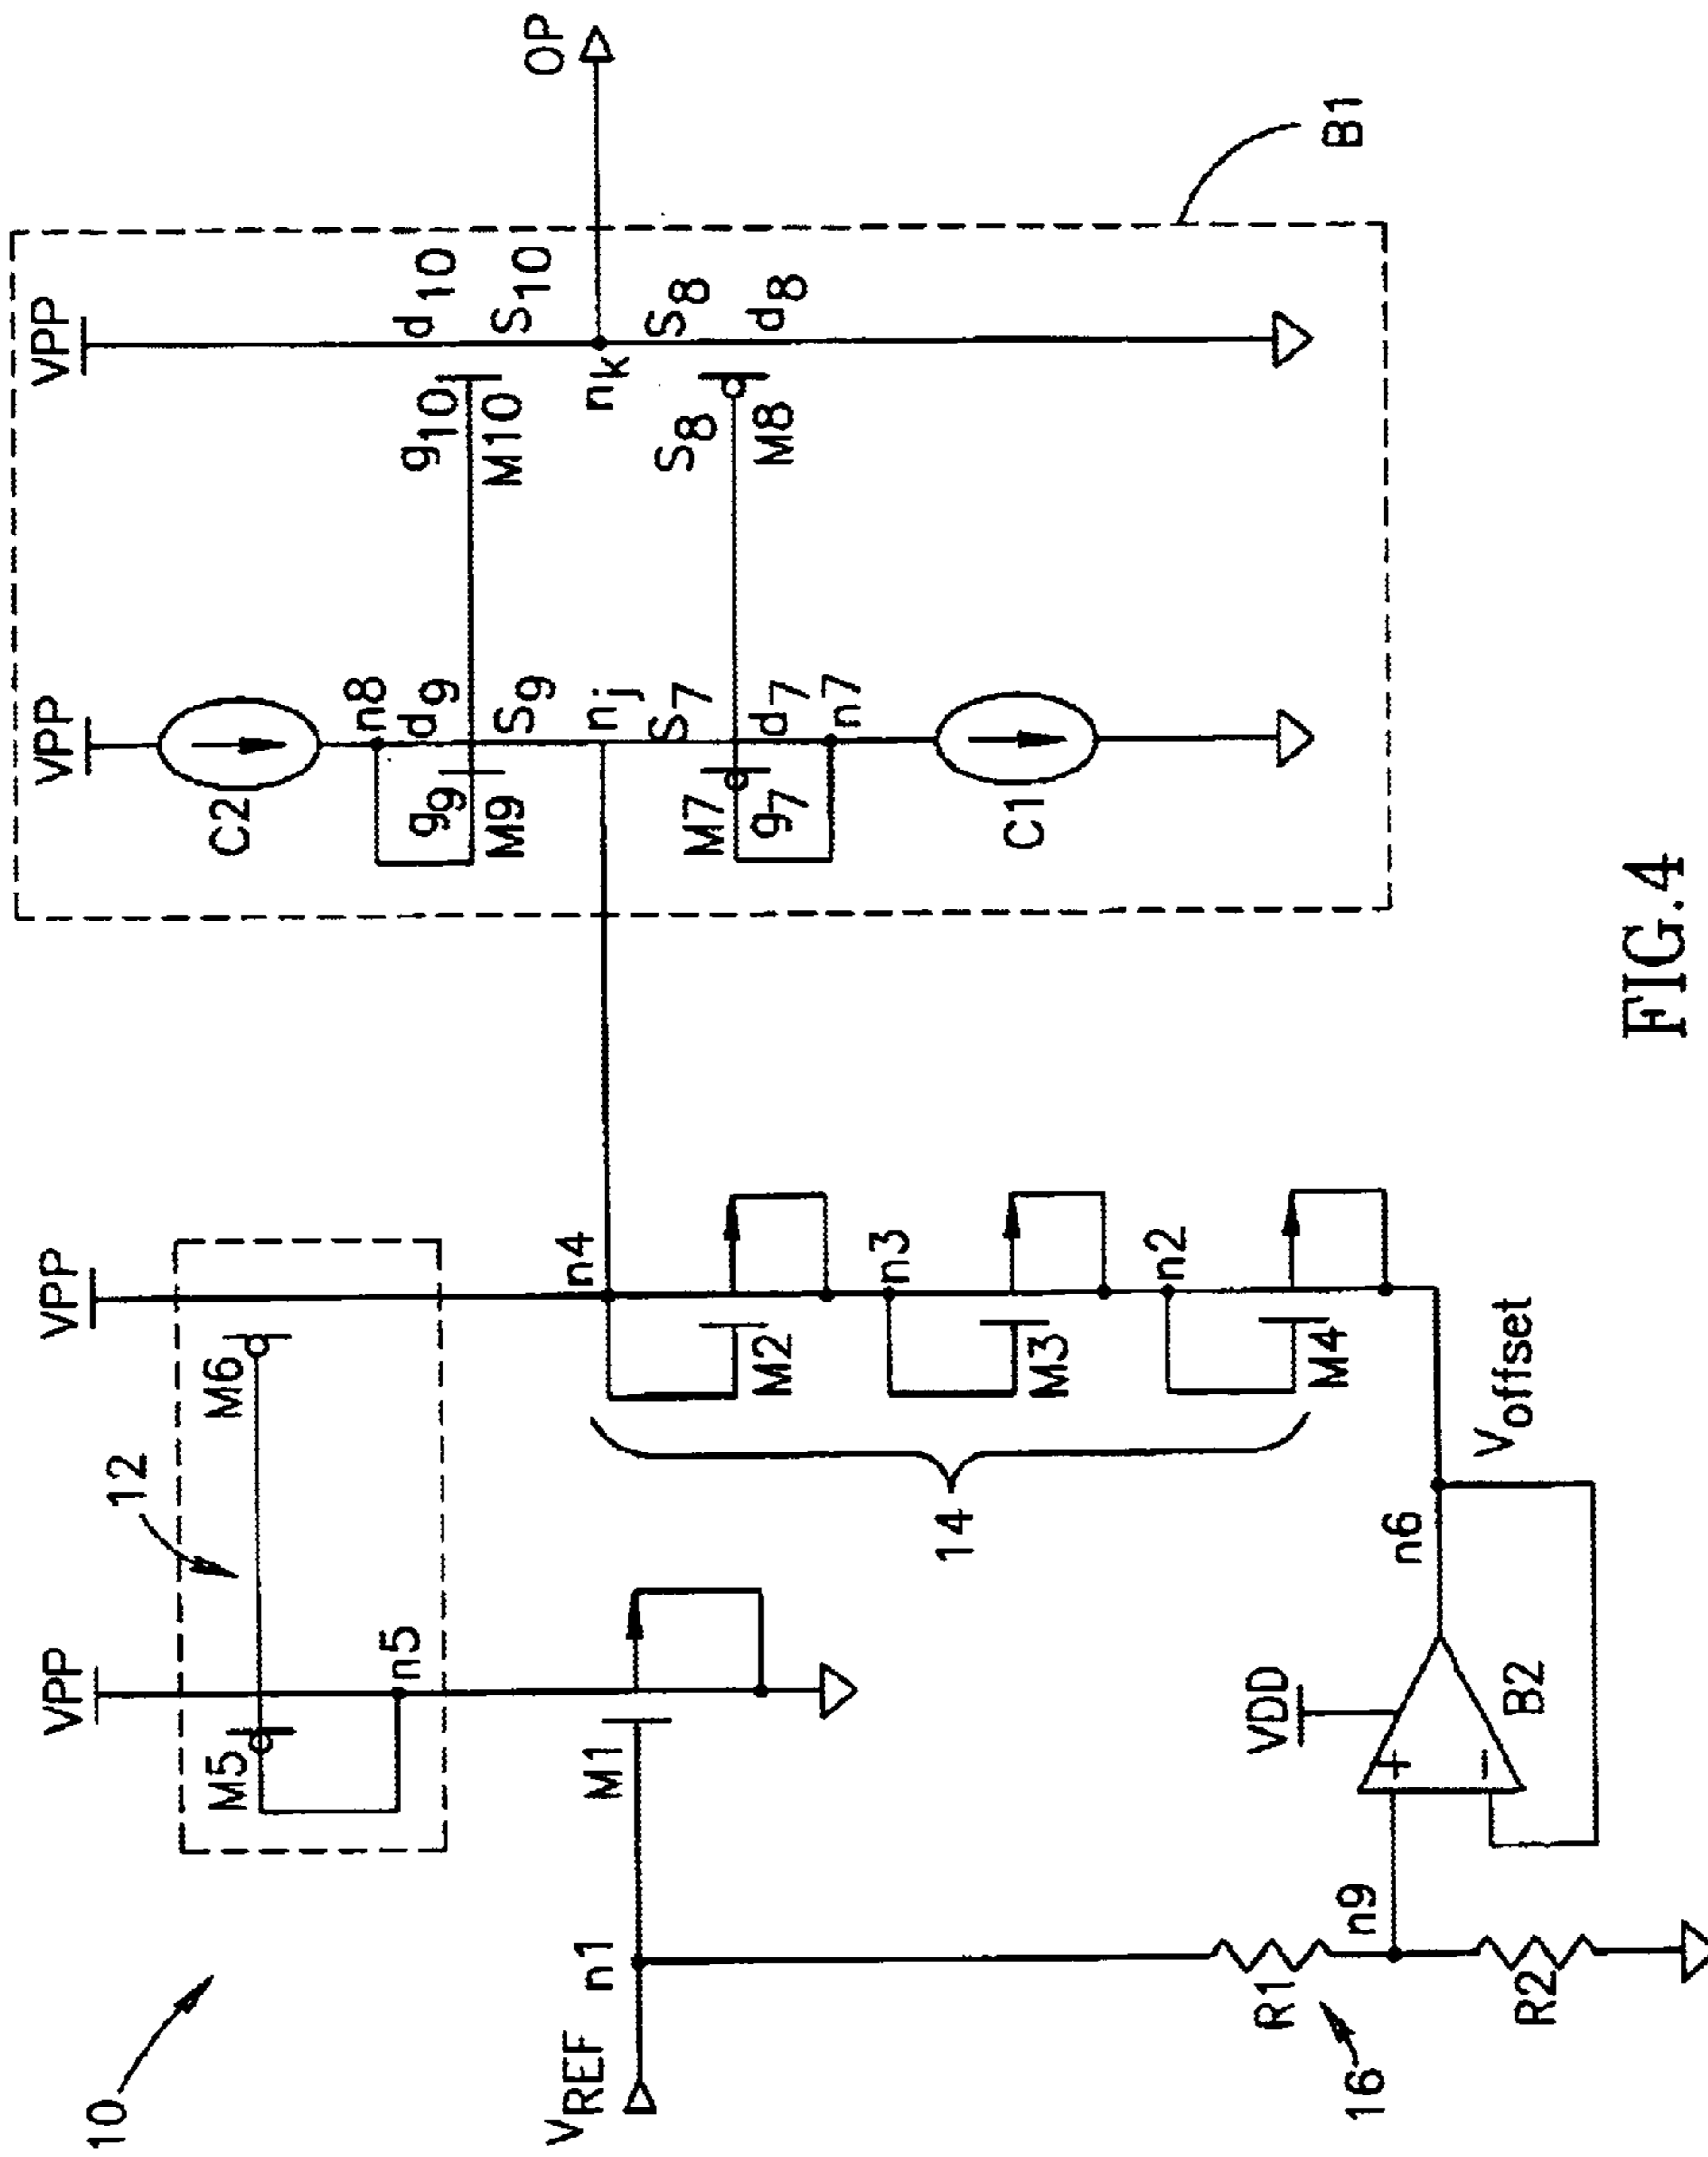 10
12
VPP
VPP
VPP
VPP
M5
M6
n5
C2
n8
d9
g9
M9
S9
nj
g10
M10
d10
S10
nk
OP
S7
M7
g7
d7
n7
C1
S8
M8
S8
d8
B1
VREF
n1
M1
n4
M2
n3
M3
n2
M4
14
R1
16
n9
R2
VDD
+
−
B2
n6
Voffset
FIG.4